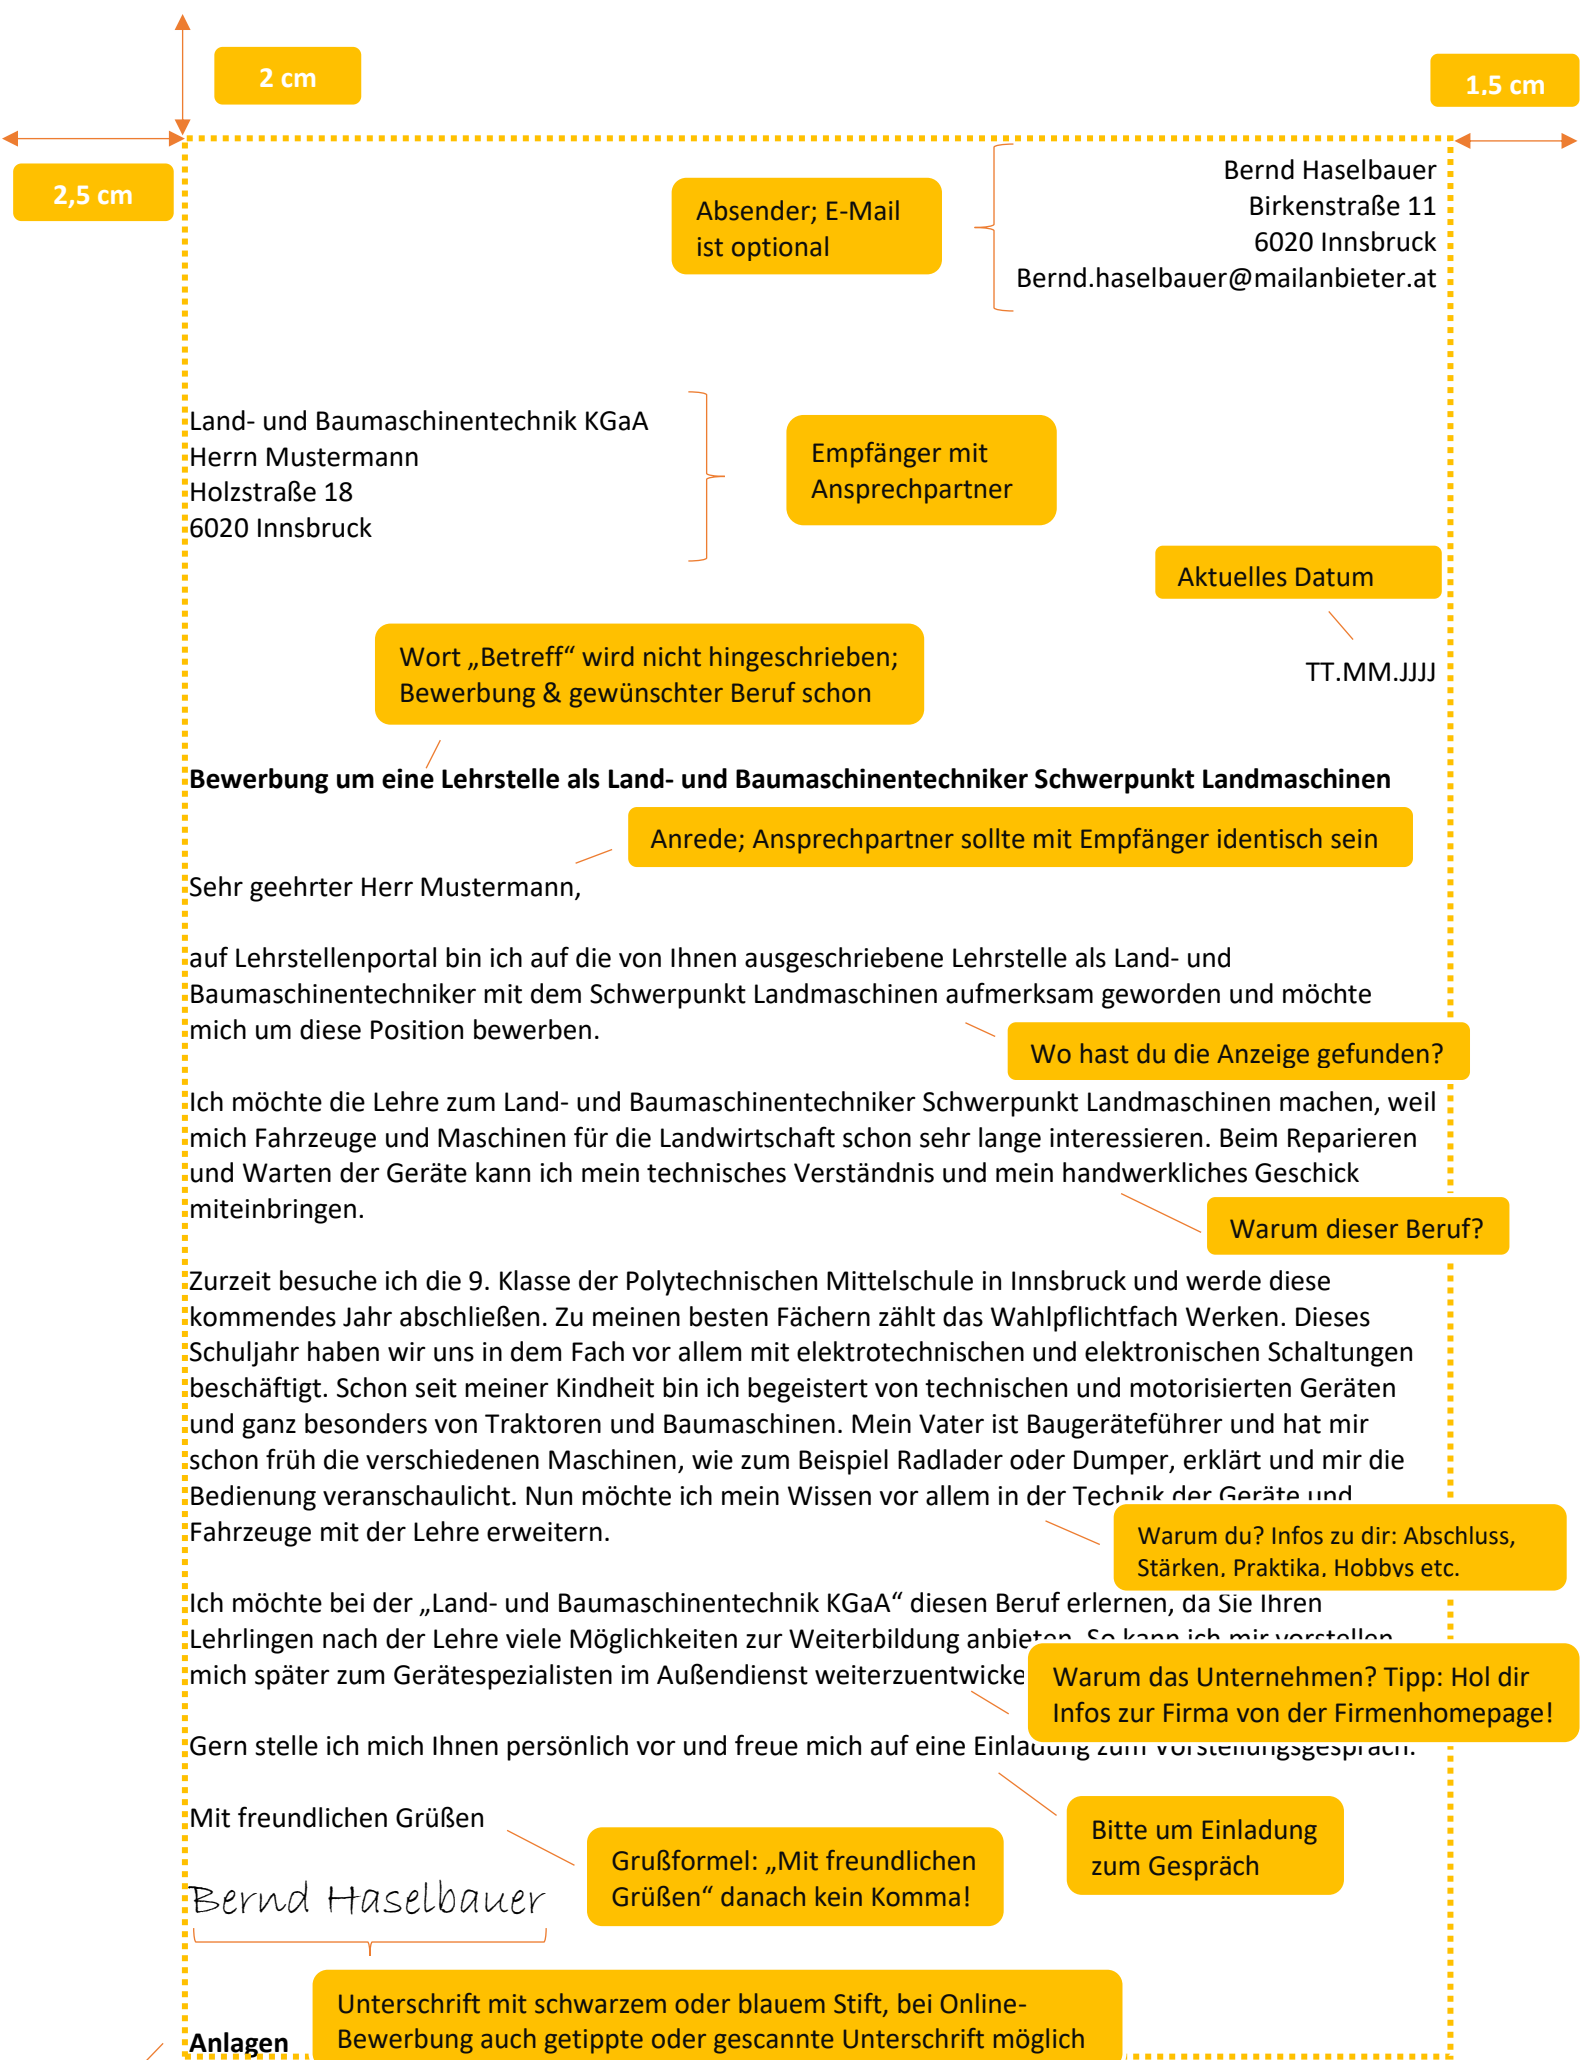 2 cm
1,5 cm
2,5 cm
Absender; E-Mail
ist optional
Bernd Haselbauer
Birkenstraße 11
6020 Innsbruck
Bernd.haselbauer@mailanbieter.at
Land- und Baumaschinentechnik KGaA
Herrn Mustermann
Holzstraße 18
6020 Innsbruck
Empfänger mit
Ansprechpartner
Aktuelles Datum
TT.MM.JJJJ
Wort „Betreff“ wird nicht hingeschrieben;
Bewerbung & gewünschter Beruf schon
Bewerbung um eine Lehrstelle als Land- und Baumaschinentechniker Schwerpunkt Landmaschinen
Anrede; Ansprechpartner sollte mit Empfänger identisch sein
Sehr geehrter Herr Mustermann,
auf Lehrstellenportal bin ich auf die von Ihnen ausgeschriebene Lehrstelle als Land- und
Baumaschinentechniker mit dem Schwerpunkt Landmaschinen aufmerksam geworden und möchte
mich um diese Position bewerben.
Wo hast du die Anzeige gefunden?
Ich möchte die Lehre zum Land- und Baumaschinentechniker Schwerpunkt Landmaschinen machen, weil
mich Fahrzeuge und Maschinen für die Landwirtschaft schon sehr lange interessieren. Beim Reparieren
und Warten der Geräte kann ich mein technisches Verständnis und mein handwerkliches Geschick
miteinbringen.
Warum dieser Beruf?
Zurzeit besuche ich die 9. Klasse der Polytechnischen Mittelschule in Innsbruck und werde diese
kommendes Jahr abschließen. Zu meinen besten Fächern zählt das Wahlpflichtfach Werken. Dieses
Schuljahr haben wir uns in dem Fach vor allem mit elektrotechnischen und elektronischen Schaltungen
beschäftigt. Schon seit meiner Kindheit bin ich begeistert von technischen und motorisierten Geräten
und ganz besonders von Traktoren und Baumaschinen. Mein Vater ist Baugeräteführer und hat mir
schon früh die verschiedenen Maschinen, wie zum Beispiel Radlader oder Dumper, erklärt und mir die
Bedienung veranschaulicht. Nun möchte ich mein Wissen vor allem in der Technik der Geräte und
Fahrzeuge mit der Lehre erweitern.
Warum du? Infos zu dir: Abschluss,
Stärken, Praktika, Hobbys etc.
Ich möchte bei der „Land- und Baumaschinentechnik KGaA“ diesen Beruf erlernen, da Sie Ihren
Lehrlingen nach der Lehre viele Möglichkeiten zur Weiterbildung anbieten. So kann ich mir vorstellen
mich später zum Gerätespezialisten im Außendienst weiterzuentwicke
Warum das Unternehmen? Tipp: Hol dir
Infos zur Firma von der Firmenhomepage!
Gern stelle ich mich Ihnen persönlich vor und freue mich auf eine Einladung zum Vorstellungsgespräch.
Mit freundlichen Grüßen
Bitte um Einladung
zum Gespräch
Grußformel: „Mit freundlichen
Grüßen“ danach kein Komma!
Bernd Haselbauer
Unterschrift mit schwarzem oder blauem Stift, bei Online-
Bewerbung auch getippte oder gescannte Unterschrift möglich
Anlagen